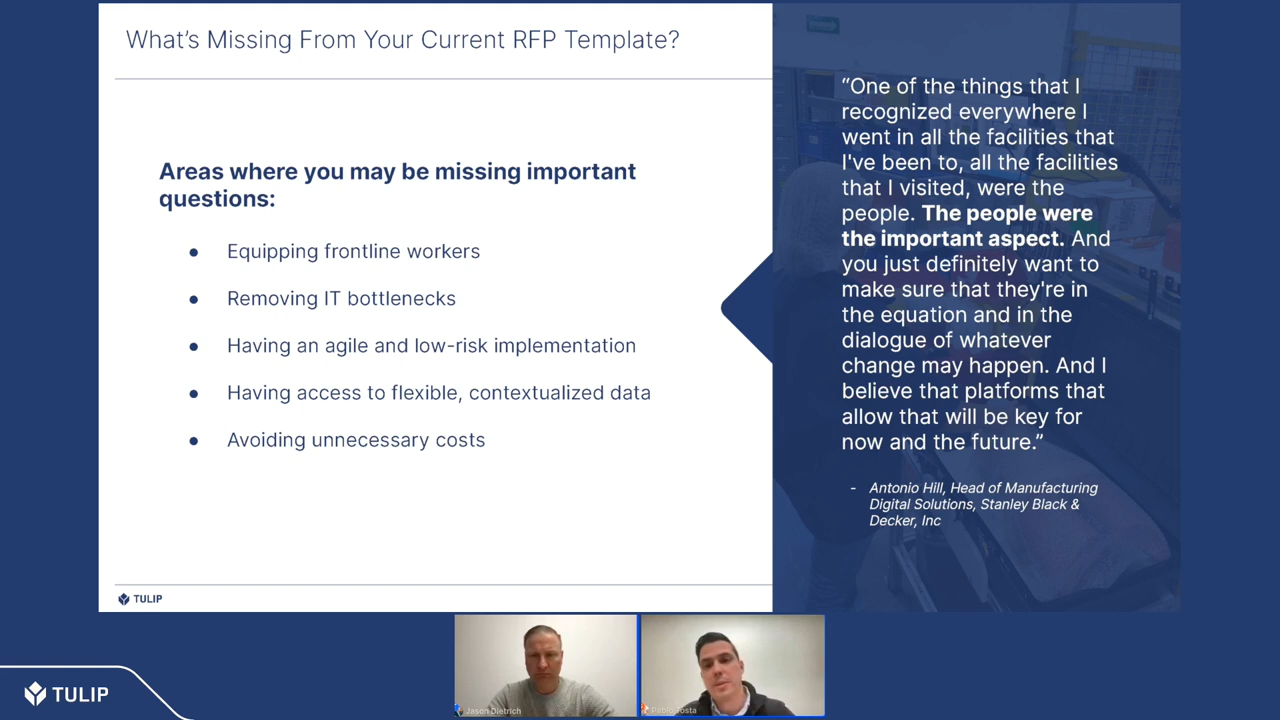 What's Missing From Your Current RFP Template?
Areas where you may be missing important
questions:
● Equipping frontline workers
● Removing IT bottlenecks
● Having an agile and low-risk implementation
● Having access to flexible, contextualized data
● Avoiding unnecessary costs
TULIP
“One of the things that I
recognized everywhere I
went in all the facilities that
I've been to, all the facilities
that I visited, were the
people. The people were
the important aspect. And
you just definitely want to
make sure that they're in
the equation and in the
dialogue of whatever
change may happen. And I
believe that platforms that
allow that will be key for
now and the future.”
- Antonio Hill, Head of Manufacturing
Digital Solutions, Stanley Black &
Decker, Inc
Jason Dietrich
Pablo
TULIP